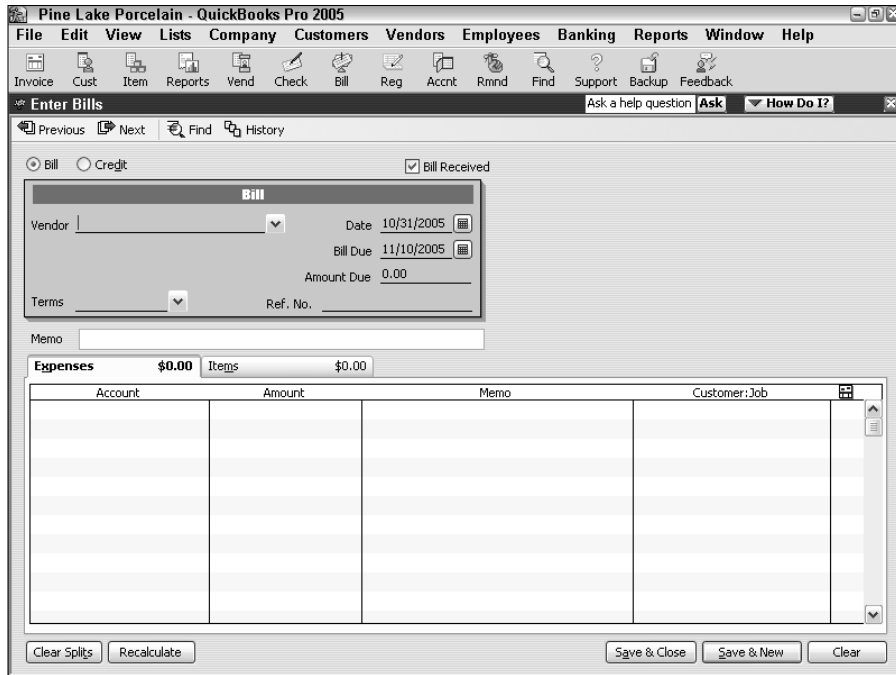 Pine Lake Porcelain - QuickBooks Pro 2005
File Edit View Lists Company Customers Vendors Employees Banking Reports Window Help
Invoice Cust Item Reports Vend Check Bill Reg Accnt Rmnd Find Support Backup Feedback
Enter Bills Ask a help question Ask How Do I?
Previous Next Find History
Bill Credit Bill Received
Bill
Vendor Date 10/31/2005
Bill Due 11/10/2005
Amount Due 0.00
Terms Ref. No.
Memo
Expenses $0.00 Items $0.00
Account Amount Memo Customer:Job
Clear Splits Recalculate Save & Close Save & New Clear